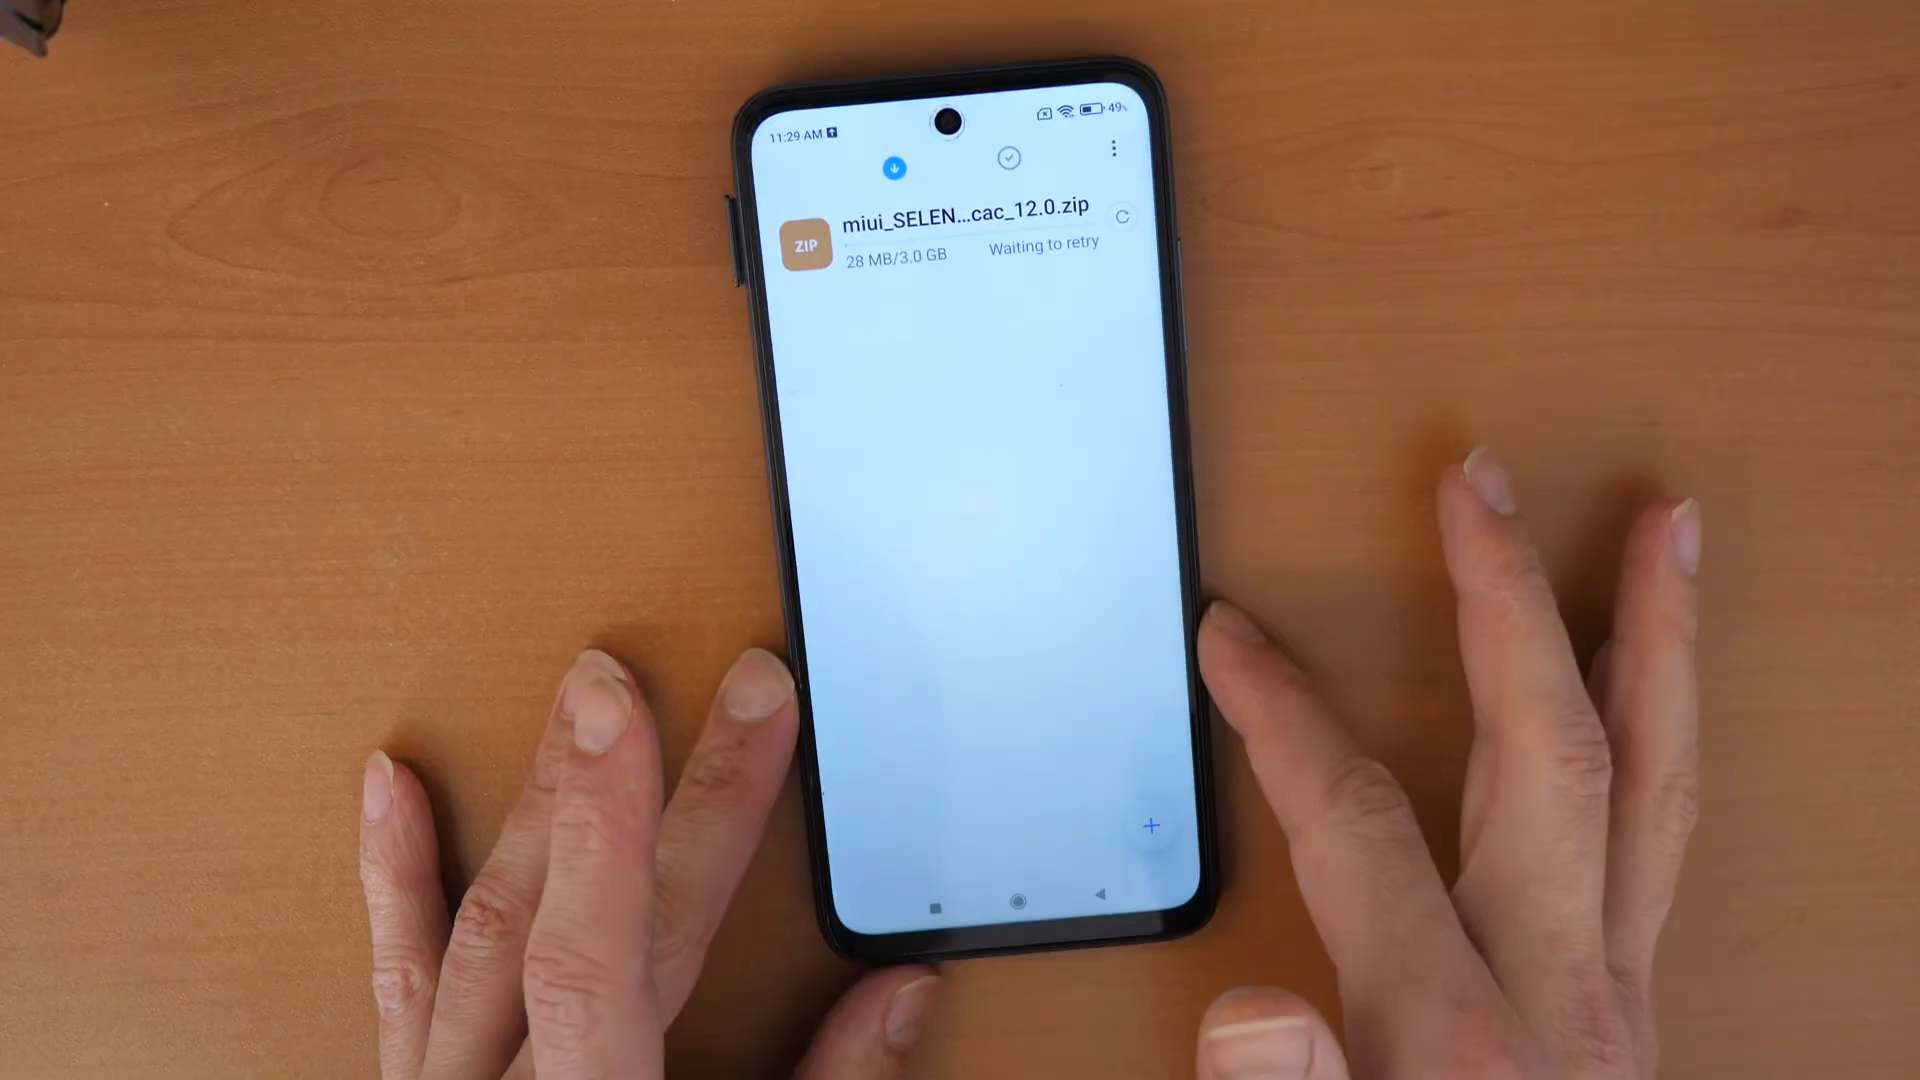 11:29 AM
49%
miui_SELEN...cac_12.0.zip
ZIP
28 MB/3.0 GB
Waiting to retry